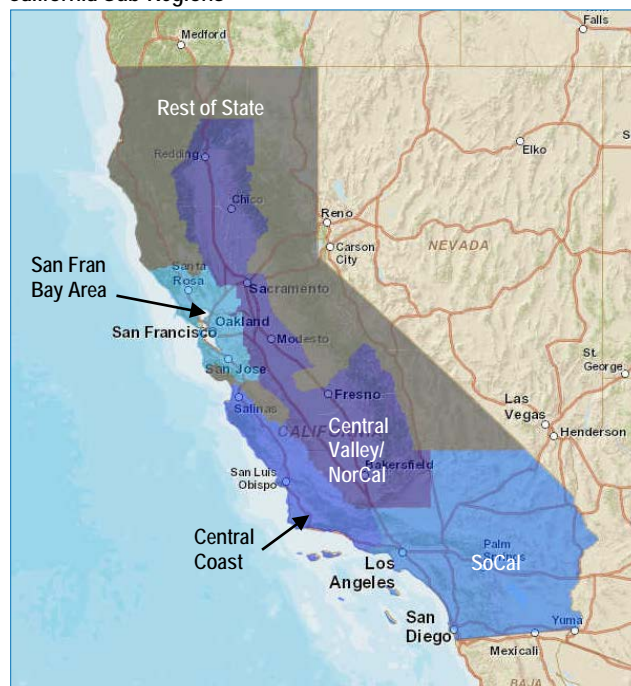 California Sub-Regions
Medford
Falls
Rest of State
Redding
Elko
S
Chico
Reno
Carson
City
NEVADA
San Fran
Bay Area
Santa
Rosa
Sacramento
San Francisco
Oakland
Modesto
San Jose
St.
George
Fresno
Las
Vegas
Henderson
Salinas
CALIFORNIA
Central
Valley/
NorCal
Bakersfield
San Luis
Obispo
Central
Coast
Los
Angeles
Palm
Springs
SoCal
San
Diego
Yuma
Mexicali
BAJA